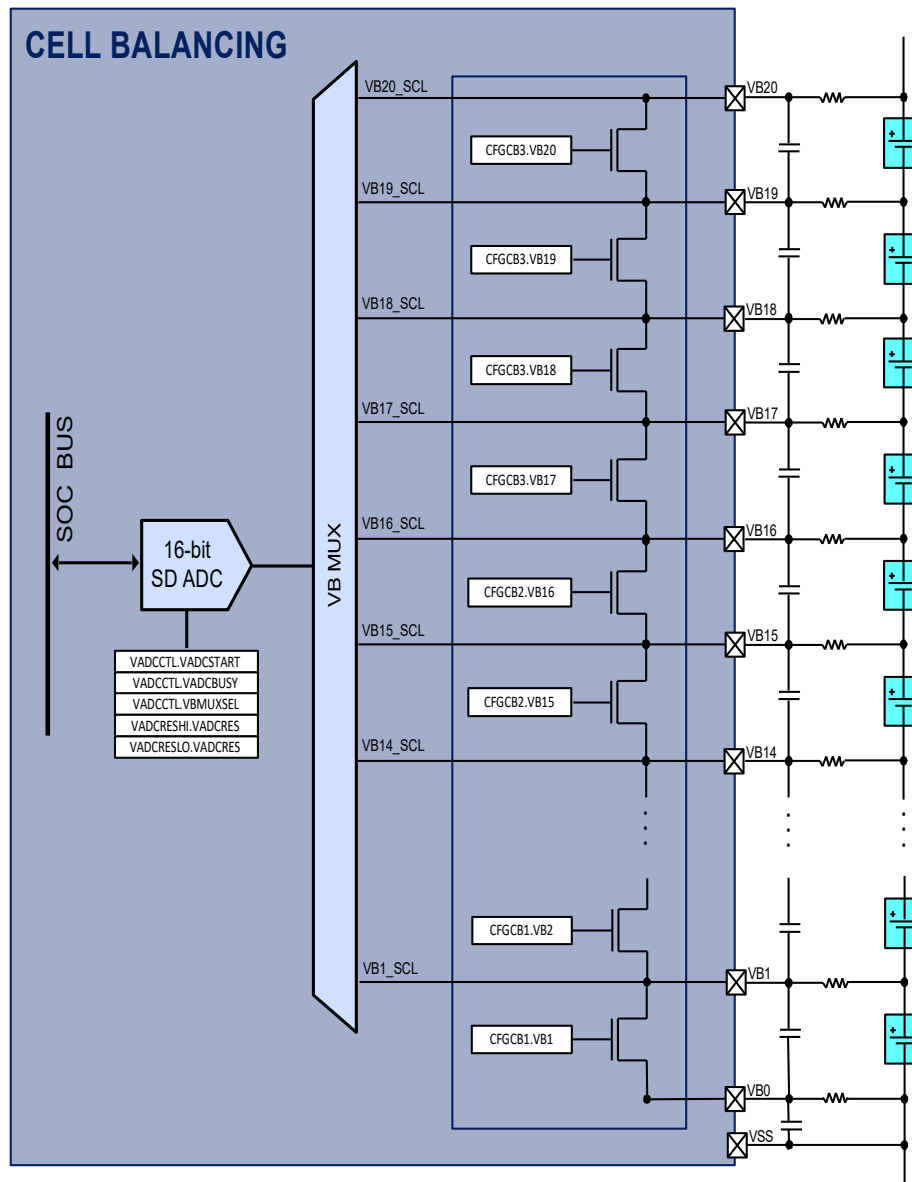 CELL BALANCING
VB20_SCL
VB20
CFGCB3.VB20
VB19_SCL
VB19
CFGCB3.VB19
VB18_SCL
VB18
CFGCB3.VB18
VB17_SCL
VB17
CFGCB3.VB17
VB16_SCL
VB16
CFGCB2.VB16
VB15_SCL
VB15
CFGCB2.VB15
VB14_SCL
VB14
SOC BUS
16-bit
SD ADC
VB MUX
VADCCTL.VADCSTART
VADCCTL.VADCBUSY
VADCCTL.VBMUXSEL
VADCRESHI.VADCRES
VADCRESLO.VADCRES
CFGCB1.VB2
VB1_SCL
VB1
CFGCB1.VB1
VB0
VSS